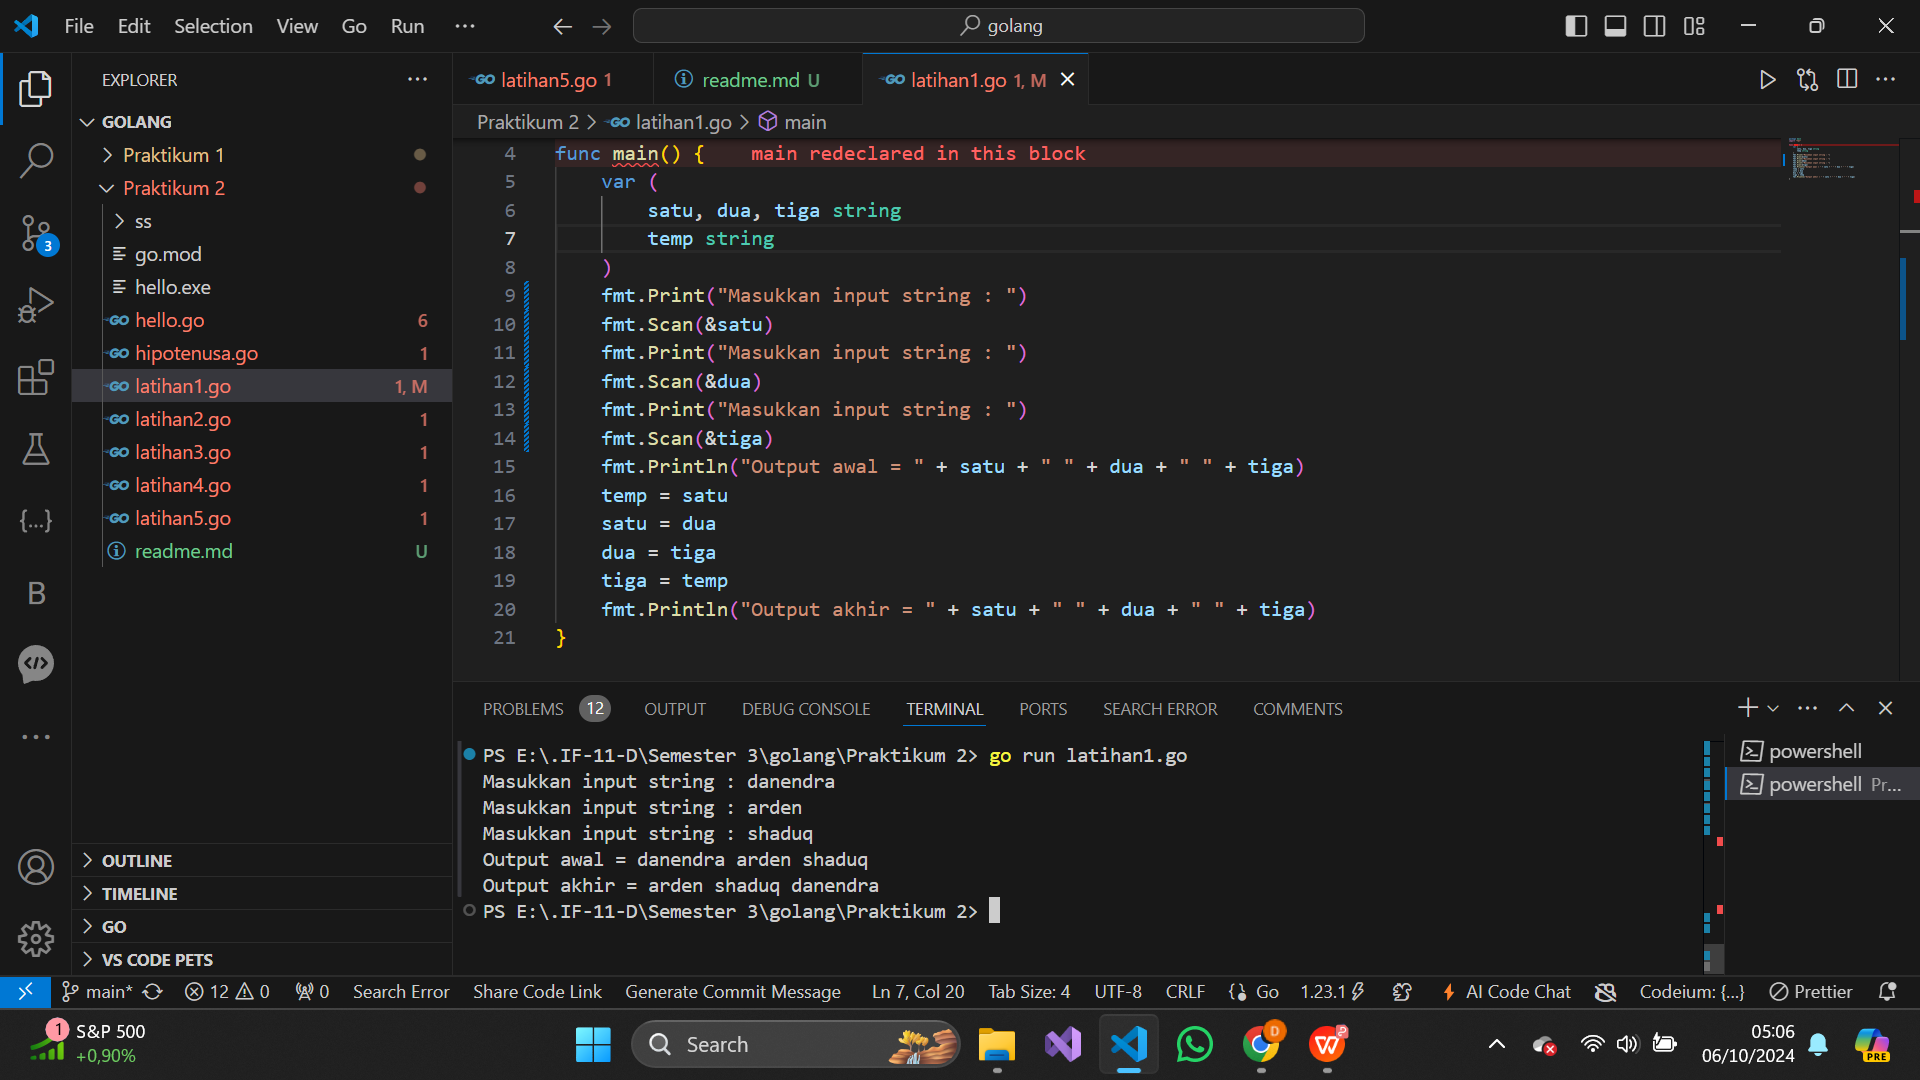 File Edit Selection View Go Run ··· golang
EXPLORER
GOLANG
Praktikum 1
Praktikum 2
ss
go.mod
hello.exe
hello.go 6
hipotenusa.go 1
latihan1.go 1, M
latihan2.go 1
latihan3.go 1
latihan4.go 1
latihan5.go 1
readme.md U
OUTLINE
TIMELINE
GO
VS CODE PETS
latihan5.go 1 readme.md U latihan1.go 1, M
Praktikum 2 > latihan1.go > main
4 func main() { main redeclared in this block
5 var (
6 satu, dua, tiga string
7 temp string
8 )
9 fmt.Print("Masukkan input string : ")
10 fmt.Scan(&satu)
11 fmt.Print("Masukkan input string : ")
12 fmt.Scan(&dua)
13 fmt.Print("Masukkan input string : ")
14 fmt.Scan(&tiga)
15 fmt.Println("Output awal = " + satu + " " + dua + " " + tiga)
16 temp = satu
17 satu = dua
18 dua = tiga
19 tiga = temp
20 fmt.Println("Output akhir = " + satu + " " + dua + " " + tiga)
21 }
PROBLEMS 12 OUTPUT DEBUG CONSOLE TERMINAL PORTS SEARCH ERROR COMMENTS
PS E:\.IF-11-D\Semester 3\golang\Praktikum 2> go run latihan1.go
Masukkan input string : danendra
Masukkan input string : arden
Masukkan input string : shaduq
Output awal = danendra arden shaduq
Output akhir = arden shaduq danendra
PS E:\.IF-11-D\Semester 3\golang\Praktikum 2>
powershell
powershell Pr...
3
B
main* 12 0 0 Search Error Share Code Link Generate Commit Message Ln 7, Col 20 Tab Size: 4 UTF-8 CRLF Go 1.23.1 AI Code Chat Codeium: {...} Prettier
1 S&P 500
+0,90%
Search
D
PRE
05:06
06/10/2024